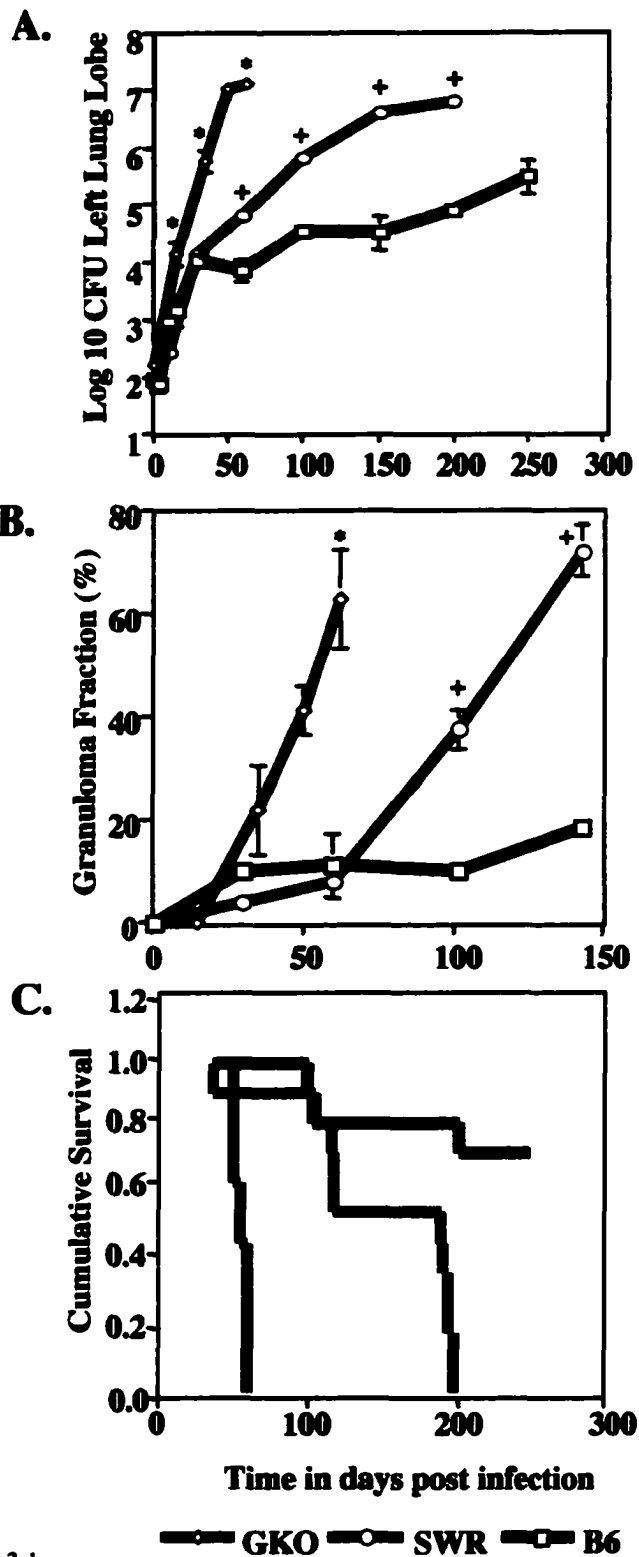 A.
Log 10 CFU Left Lung Lobe
8
7
6
5
4
3
2
1
* * *
+ + + +
0 50 100 150 200 250 300
B.
Granuloma Fraction (%)
80
60
40
20
0
*
+ +
0 50 100 150
C.
Cumulative Survival
1.2
1.0
0.8
0.6
0.4
0.2
0.0
0 100 200 300
Time in days post infection
GKO SWR B6